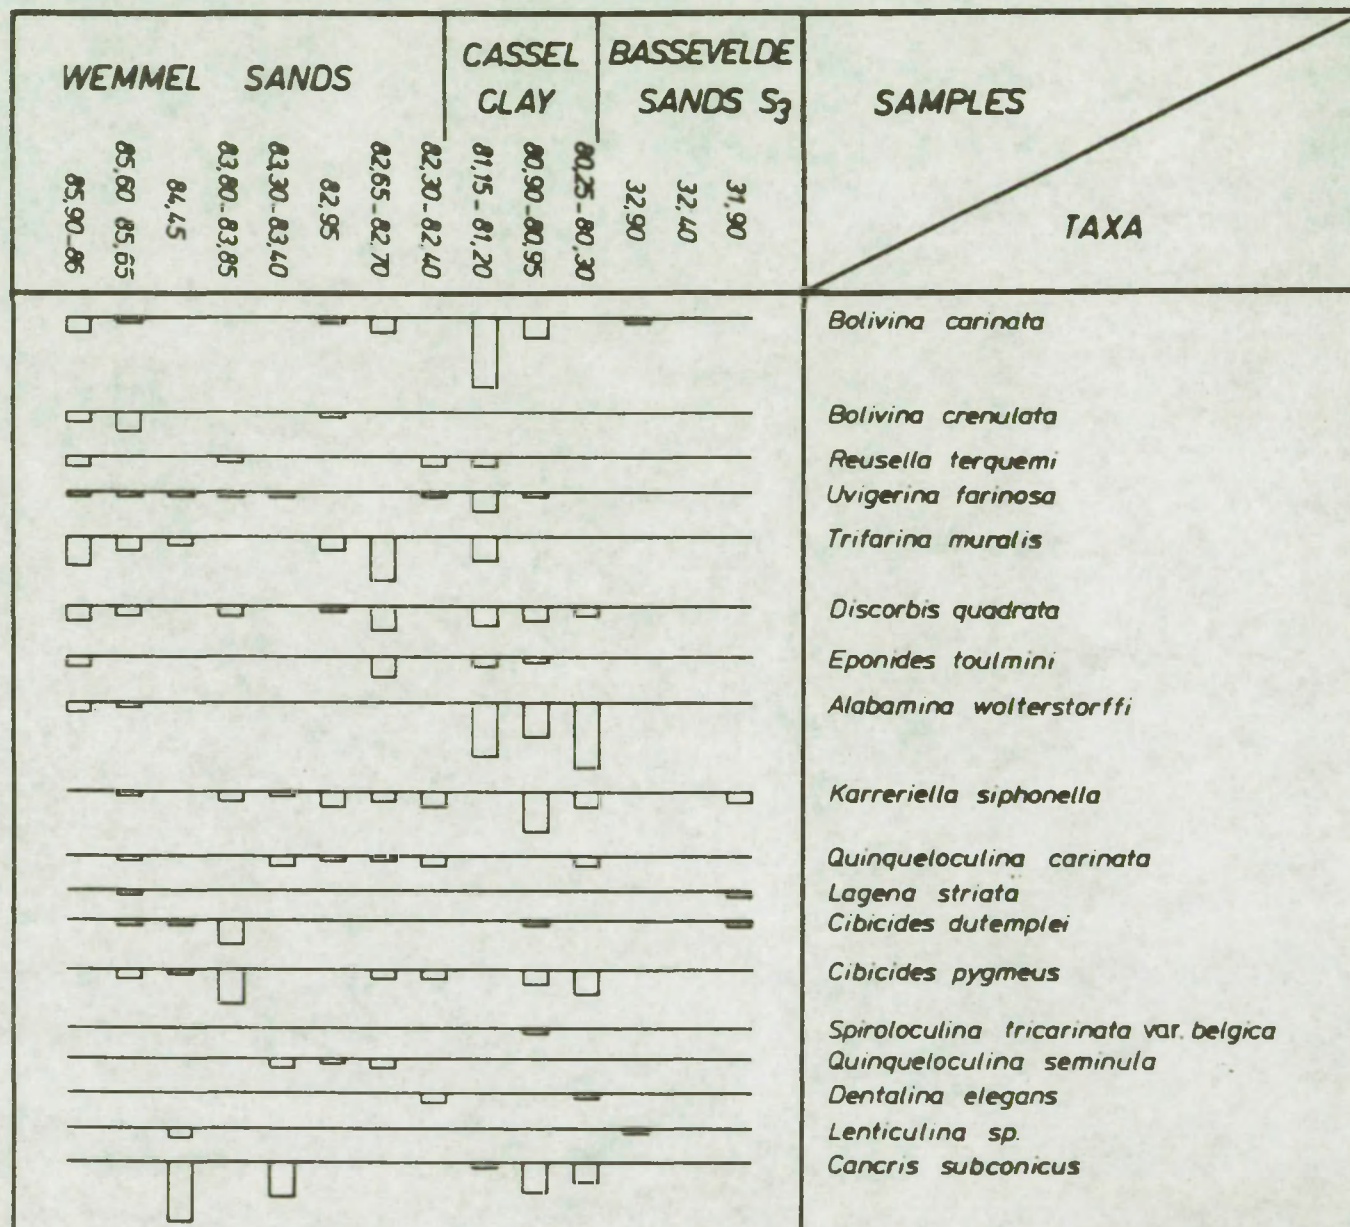 WEMMEL SANDS
CASSEL
CLAY
BASSEVELDE
SANDS S3
SAMPLES
TAXA
85,90-86
85,60 85,65
84,45
83,80-83,85
83,30-83,40
82,95
82,65-82,70
82,30-82.40
81,15-81,20
80,90-80,95
80,25-80,30
32,90
32,40
31,90
Bolivina carinata
Bolivina crenulata
Reusella terquemi
Uvigerina farinosa
Trifarina muralis
Discorbis quadrata
Eponides toulmini
Alabamina wolterstorffi
Karreriella siphonella
Quinqueloculina carinata
Lagena striata
Cibicides dutemplei
Cibicides pygmeus
Spiroloculina tricarinata var. belgica
Quinqueloculina seminula
Dentalina elegans
Lenticulina sp.
Cancris subconicus